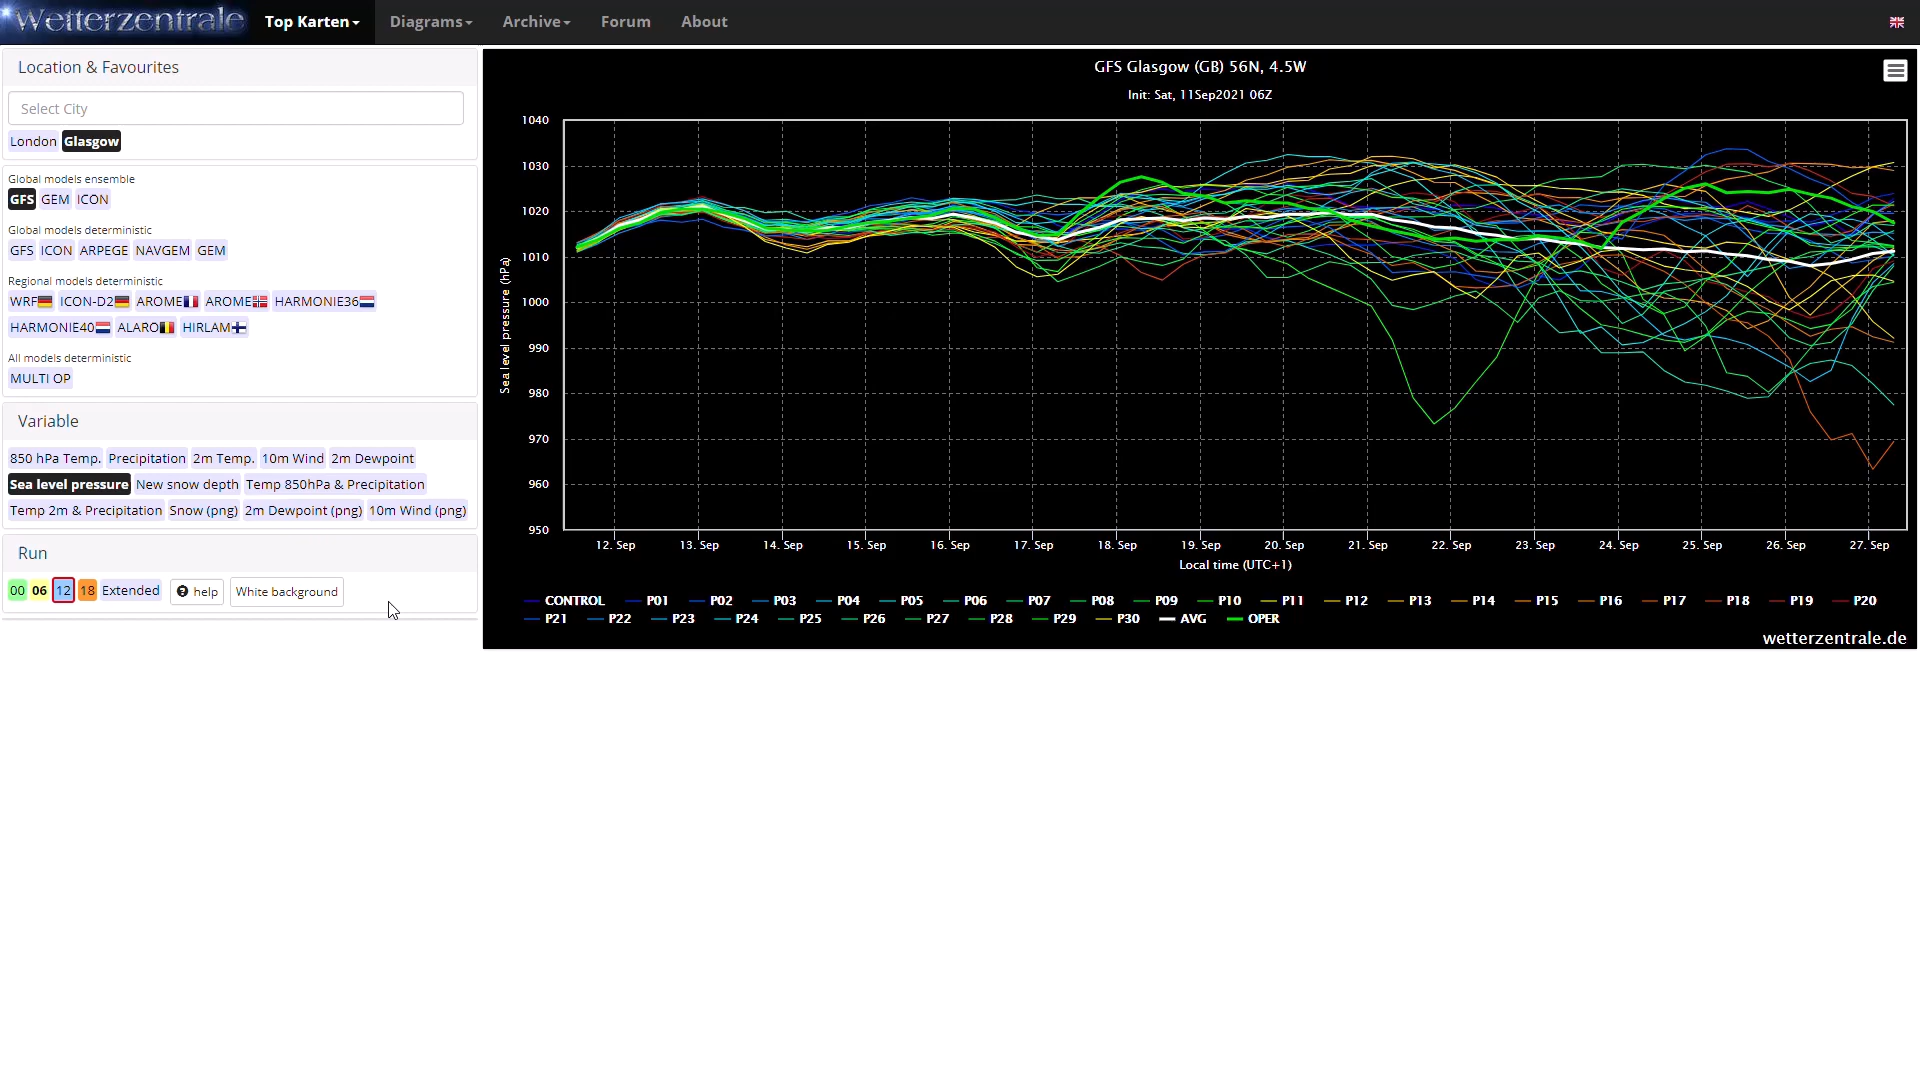 Wetterzentrale Top Karten Diagrams Archive Forum About
Location & Favourites
Select City
London Glasgow
Global models ensemble
GFS GEM ICON
Global models deterministic
GFS ICON ARPEGE NAVGEM GEM
Regional models deterministic
WRF ICON-D2 AROME AROME HARMONIE36
HARMONIE40 ALARO HIRLAM
All models deterministic
MULTI OP
Variable
850 hPa Temp. Precipitation 2m Temp. 10m Wind 2m Dewpoint
Sea level pressure New snow depth Temp 850hPa & Precipitation
Temp 2m & Precipitation Snow (png) 2m Dewpoint (png) 10m Wind (png)
Run
00 06 12 18 Extended help White background
GFS Glasgow (GB) 56N, 4.5W
Init: Sat, 11Sep2021 06Z
Sea level pressure (hPa)
1040
1030
1020
1010
1000
990
980
970
960
950
12. Sep 13. Sep 14. Sep 15. Sep 16. Sep 17. Sep 18. Sep 19. Sep 20. Sep 21. Sep 22. Sep 23. Sep 24. Sep 25. Sep 26. Sep 27. Sep
Local time (UTC+1)
CONTROL P01 P02 P03 P04 P05 P06 P07 P08 P09 P10 P11 P12 P13 P14 P15 P16 P17 P18 P19 P20
P21 P22 P23 P24 P25 P26 P27 P28 P29 P30 AVG OPER
wetterzentrale.de